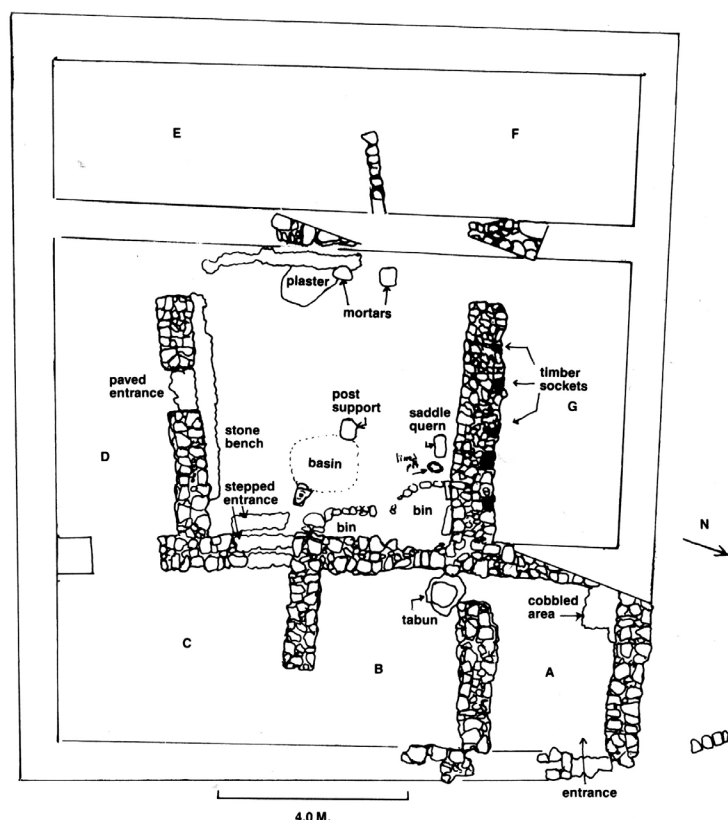 E
F
plaster
mortars
paved
entrance
timber
sockets
post
support
saddle
quern
G
D
stone
bench
basin
stepped
entrance
bin
bin
N
cobbled
area
tabun
C
B
A
entrance
4.0 M.